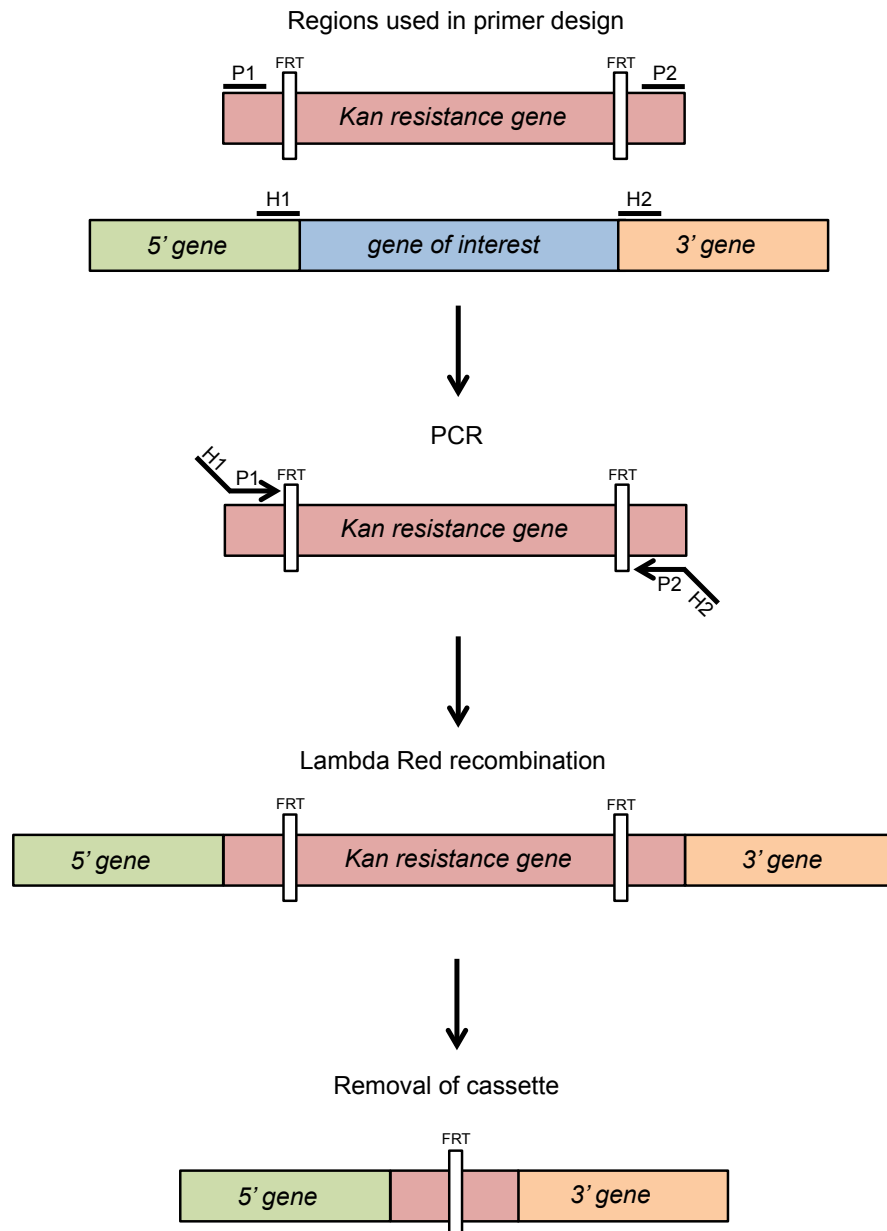 Regions used in primer design
P1 FRT FRT P2
Kan resistance gene
H1 H2
5’ gene gene of interest 3’ gene
PCR
H1 P1 FRT FRT
Kan resistance gene
P2 H2
Lambda Red recombination
FRT FRT
5’ gene Kan resistance gene 3’ gene
Removal of cassette
FRT
5’ gene 3’ gene